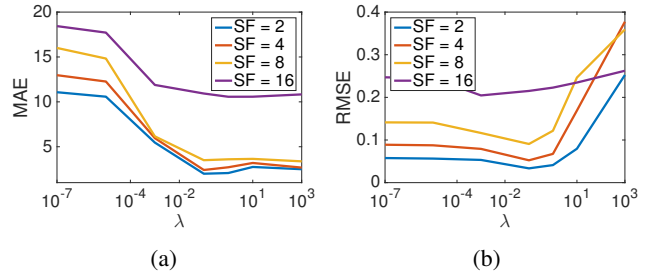 20
15
10
5
MAE
SF = 2
SF = 4
SF = 8
SF = 16
10^-7 10^-4 10^-1 10^1 10^3
λ
(a)
0.4
0.3
0.2
0.1
0
RMSE
SF = 2
SF = 4
SF = 8
SF = 16
10^-7 10^-4 10^-1 10^1 10^3
λ
(b)